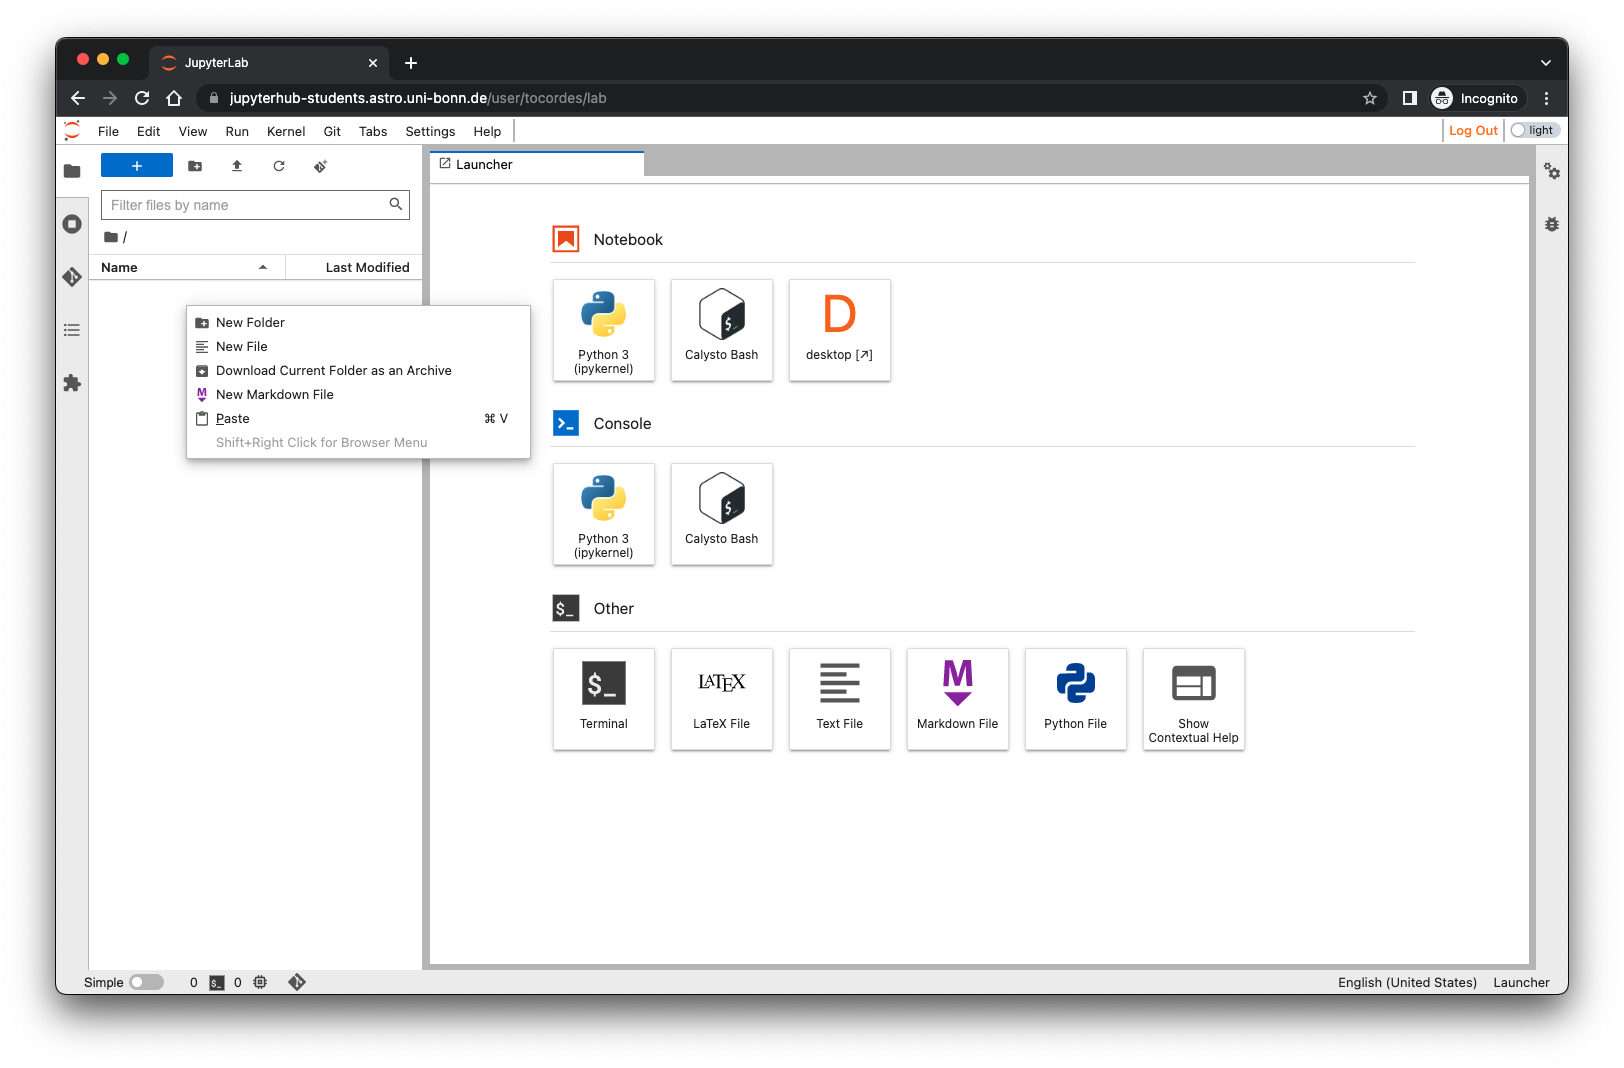 JupyterLab
jupyterhub-students.astro.uni-bonn.de/user/tocordes/lab
Incognito
File Edit View Run Kernel Git Tabs Settings Help
Log Out
light
Launcher
Filter files by name
/
Name
Last Modified
New Folder
New File
Download Current Folder as an Archive
New Markdown File
Paste ⌘ V
Shift+Right Click for Browser Menu
Notebook
Python 3
(ipykernel)
$_
Calysto Bash
D
desktop [↗]
>_
Console
Python 3
(ipykernel)
$_
Calysto Bash
$_
Other
$_
Terminal
LATEX
LaTeX File
Text File
M
Markdown File
Python File
Show
Contextual Help
Simple
0 $_ 0
English (United States)
Launcher